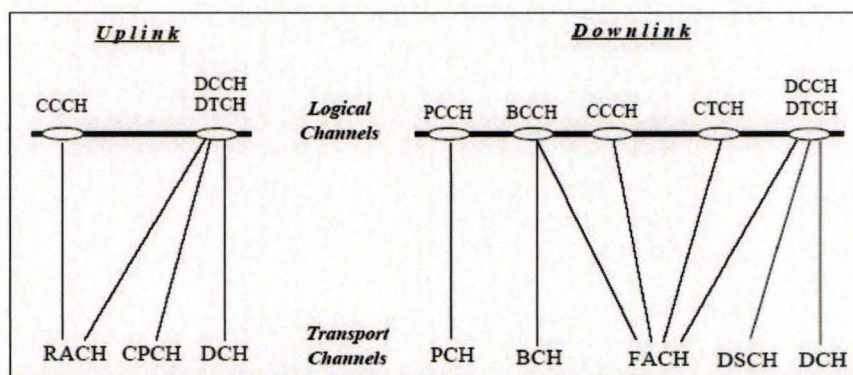 Uplink
Downlink
DCCH
DTCH
CCCH
Logical
Channels
PCCH
BCCH
CCCH
CTCH
DCCH
DTCH
RACH
CPCH
DCH
Transport
Channels
PCH
BCH
FACH
DSCH
DCH